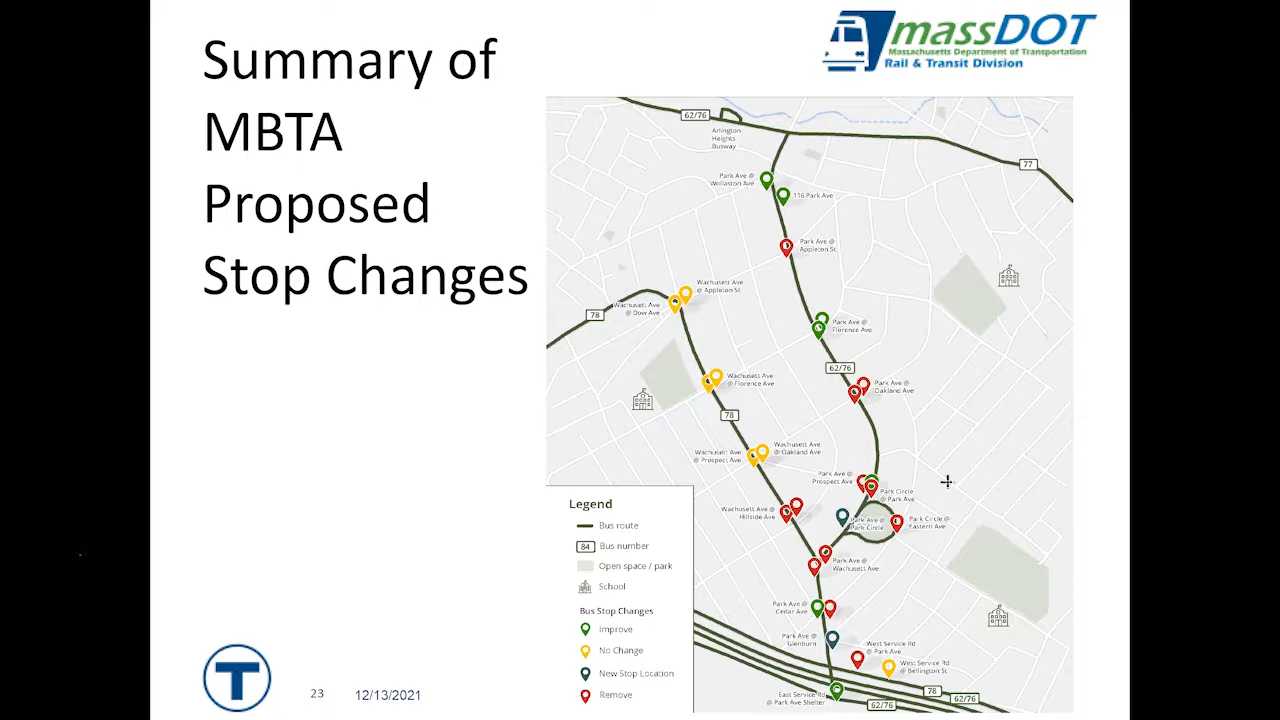 Summary of
MBTA
Proposed
Stop Changes
massDOT
Massachusetts Department of Transportation
Rail & Transit Division
62/76
Arlington
Heights
Busway
77
Park Ave @
Wollaston Ave
116 Park Ave
Park Ave @
Appleton St
Wachusett Ave
@ Appleton St
Wachusett Ave
@ Dow Ave
78
Park Ave @
Florence Ave
62/76
Wachusett Ave
@ Florence Ave
Park Ave @
Oakland Ave
78
Wachusett Ave
@ Oakland Ave
Wachusett Ave
@ Prospect Ave
Park Ave @
Prospect Ave
Park Circle
@ Park Ave
Wachusett Ave @
Hillside Ave
Park Ave @
Park Circle
Park Circle @
Eastern Ave
Park Ave @
Wachusett Ave
Park Ave @
Cedar Ave
Park Ave @
Glenburn
West Service Rd
@ Park Ave
West Service Rd
@ Bellington St
East Service Rd
@ Park Ave Shelter
78
62/76
62/76
Legend
Bus route
84 Bus number
Open space / park
School
Bus Stop Changes
Improve
No Change
New Stop Location
Remove
T
23 12/13/2021